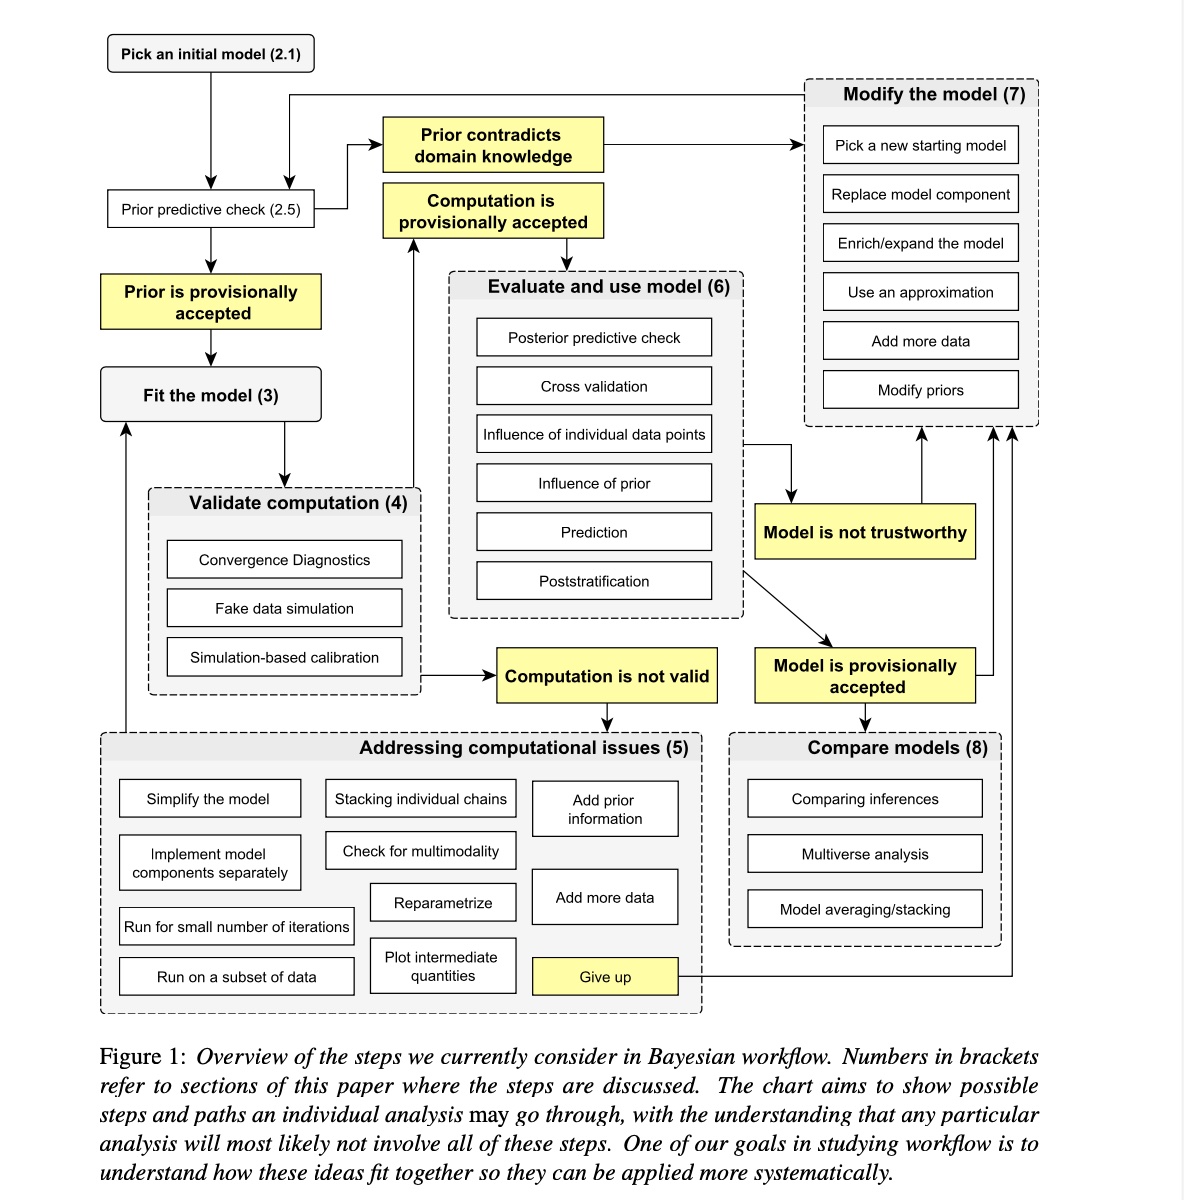 Pick an initial model (2.1)
Prior predictive check (2.5)
Prior is provisionally
accepted
Fit the model (3)
Prior contradicts
domain knowledge
Computation is
provisionally accepted
Modify the model (7)
Pick a new starting model
Replace model component
Enrich/expand the model
Use an approximation
Add more data
Modify priors
Evaluate and use model (6)
Posterior predictive check
Cross validation
Influence of individual data points
Influence of prior
Prediction
Poststratification
Validate computation (4)
Convergence Diagnostics
Fake data simulation
Simulation-based calibration
Model is not trustworthy
Computation is not valid
Model is provisionally
accepted
Addressing computational issues (5)
Simplify the model
Implement model
components separately
Run for small number of iterations
Run on a subset of data
Stacking individual chains
Check for multimodality
Reparametrize
Plot intermediate
quantities
Add prior
information
Add more data
Give up
Compare models (8)
Comparing inferences
Multiverse analysis
Model averaging/stacking
Figure 1: Overview of the steps we currently consider in Bayesian workflow. Numbers in brackets
refer to sections of this paper where the steps are discussed. The chart aims to show possible
steps and paths an individual analysis may go through, with the understanding that any particular
analysis will most likely not involve all of these steps. One of our goals in studying workflow is to
understand how these ideas fit together so they can be applied more systematically.